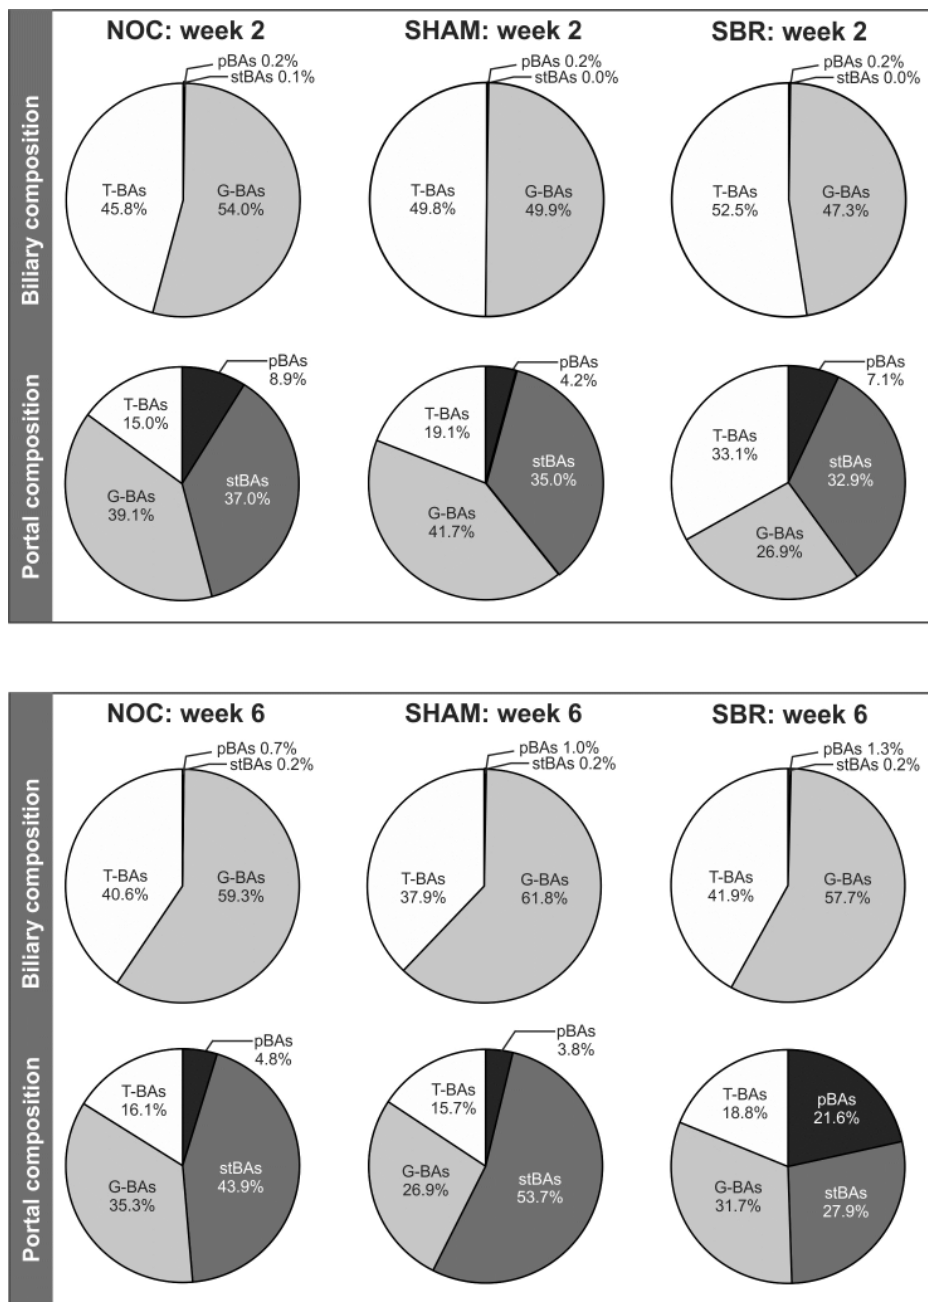 NOC: week 2
SHAM: week 2
SBR: week 2
Biliary composition
pBAs 0.2%
stBAs 0.1%
T-BAs
45.8%
G-BAs
54.0%
pBAs 0.2%
stBAs 0.0%
T-BAs
49.8%
G-BAs
49.9%
pBAs 0.2%
stBAs 0.0%
T-BAs
52.5%
G-BAs
47.3%
Portal composition
pBAs
8.9%
T-BAs
15.0%
stBAs
37.0%
G-BAs
39.1%
pBAs
4.2%
T-BAs
19.1%
stBAs
35.0%
G-BAs
41.7%
pBAs
7.1%
T-BAs
33.1%
stBAs
32.9%
G-BAs
26.9%
NOC: week 6
SHAM: week 6
SBR: week 6
Biliary composition
pBAs 0.7%
stBAs 0.2%
T-BAs
40.6%
G-BAs
59.3%
pBAs 1.0%
stBAs 0.2%
T-BAs
37.9%
G-BAs
61.8%
pBAs 1.3%
stBAs 0.2%
T-BAs
41.9%
G-BAs
57.7%
Portal composition
pBAs
4.8%
T-BAs
16.1%
stBAs
43.9%
G-BAs
35.3%
pBAs
3.8%
T-BAs
15.7%
stBAs
53.7%
G-BAs
26.9%
T-BAs
18.8%
pBAs
21.6%
G-BAs
31.7%
stBAs
27.9%